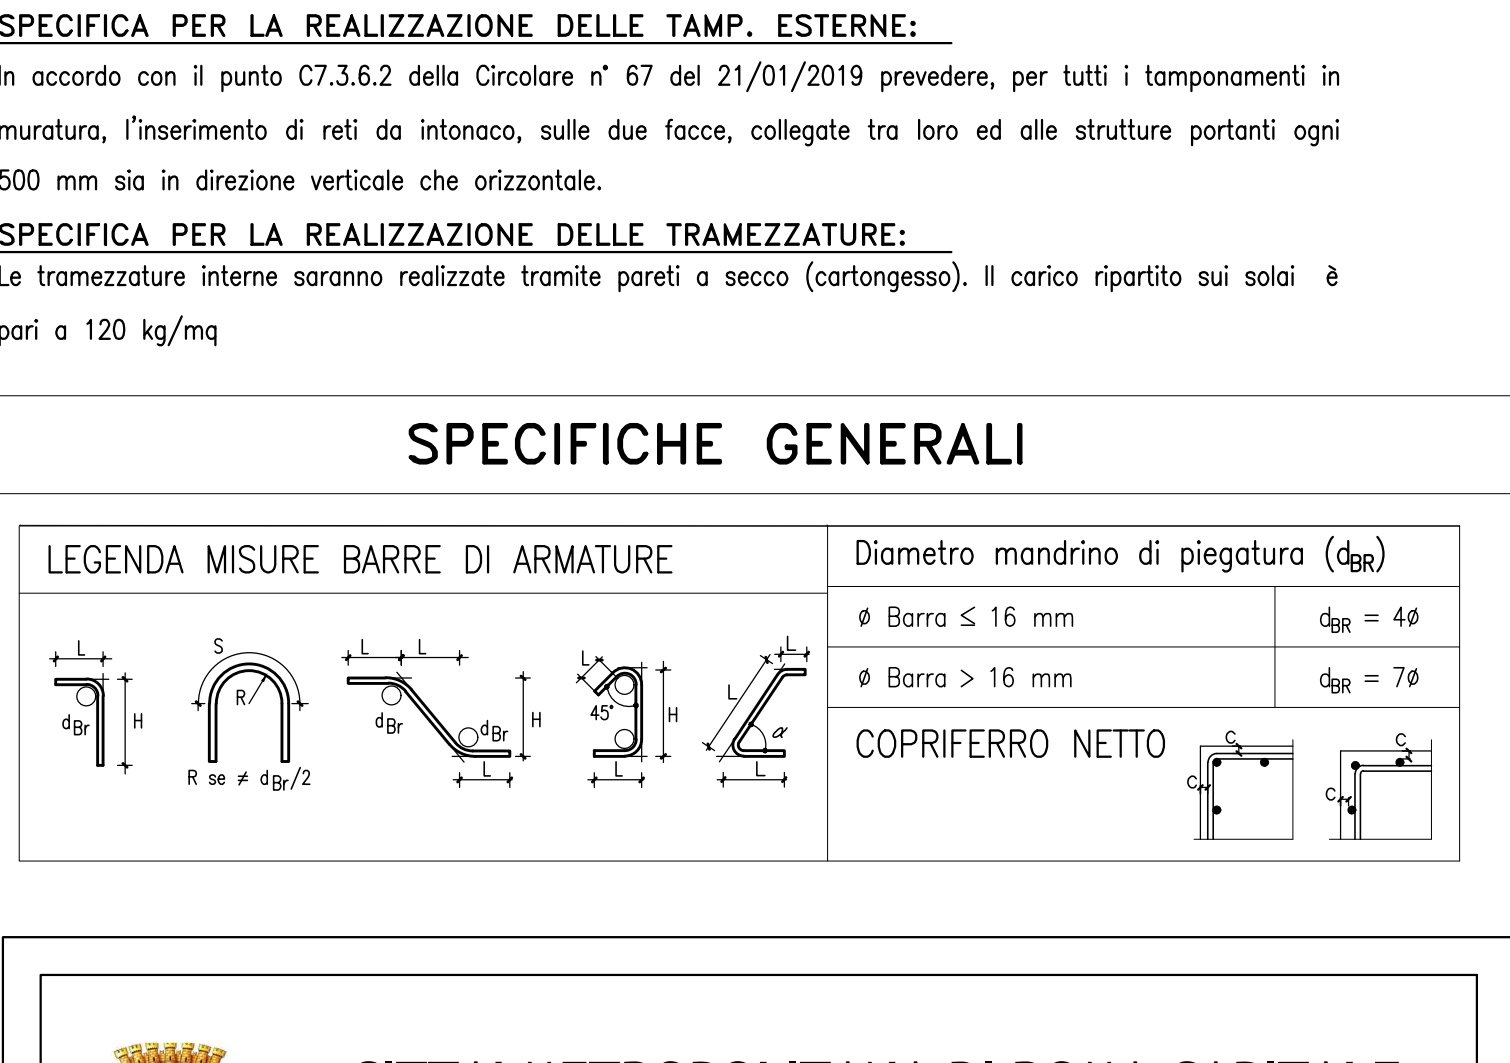 SPECIFICA PER LA REALIZZAZIONE DELLE TAMP. ESTERNE:
In accordo con il punto C7.3.6.2 della Circolare n° 67 del 21/01/2019 prevedere, per tutti i tamponamenti in
muratura, l'inserimento di reti da intonaco, sulle due facce, collegate tra loro ed alle strutture portanti ogni
500 mm sia in direzione verticale che orizzontale.
SPECIFICA PER LA REALIZZAZIONE DELLE TRAMEZZATURE:
Le tramezzature interne saranno realizzate tramite pareti a secco (cartongesso). Il carico ripartito sui solai è
pari a 120 kg/mq
SPECIFICHE GENERALI
LEGENDA MISURE BARRE DI ARMATURE
L
dBr
H
S
R
R se ≠ dBr/2
L L
dBr
dBr
H
L
L
45°
H
L
L
L
α
L
Diametro mandrino di piegatura (dBR)
ø Barra ≤ 16 mm dBR = 4ø
ø Barra > 16 mm dBR = 7ø
COPRIFERRO NETTO
C
C
C
C
CITTA' METROPOLITANA DI ROMA CAPITALE